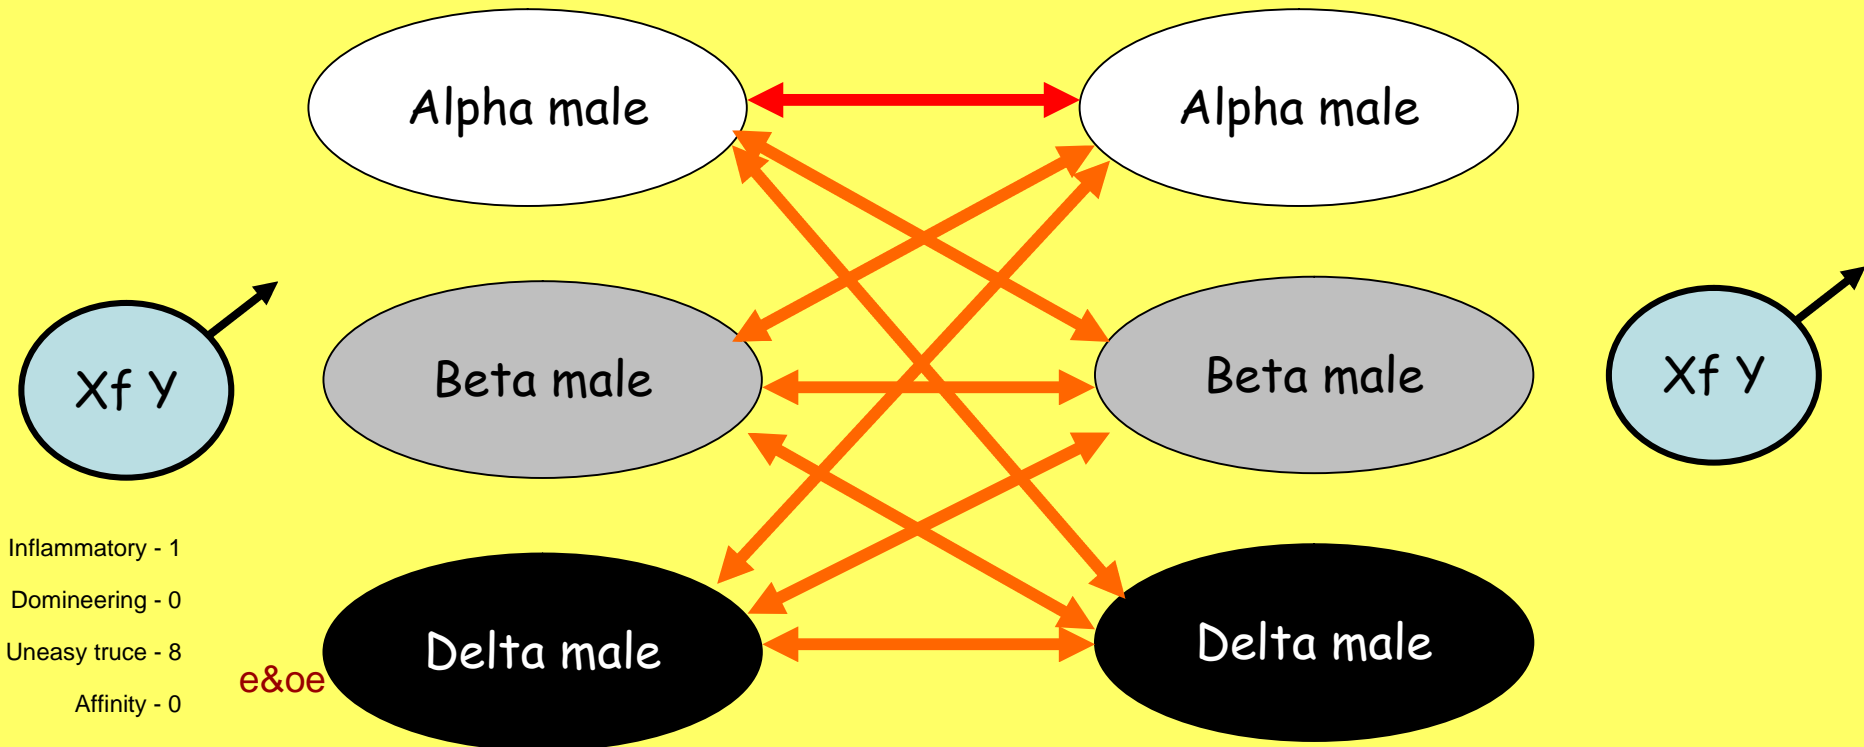 Alpha male
Alpha male
Xf Y
Beta male
Beta male
Xf Y
Inflammatory - 1
Domineering - 0
Uneasy truce - 8
Affinity - 0
e&oe
Delta male
Delta male